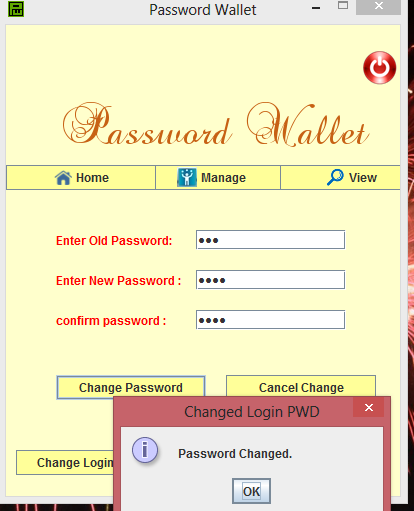 Password Wallet
Password Wallet
Home Manage View
Enter Old Password:
Enter New Password :
confirm password :
Change Password Cancel Change
Changed Login PWD
Change Login
Password Changed.
OK